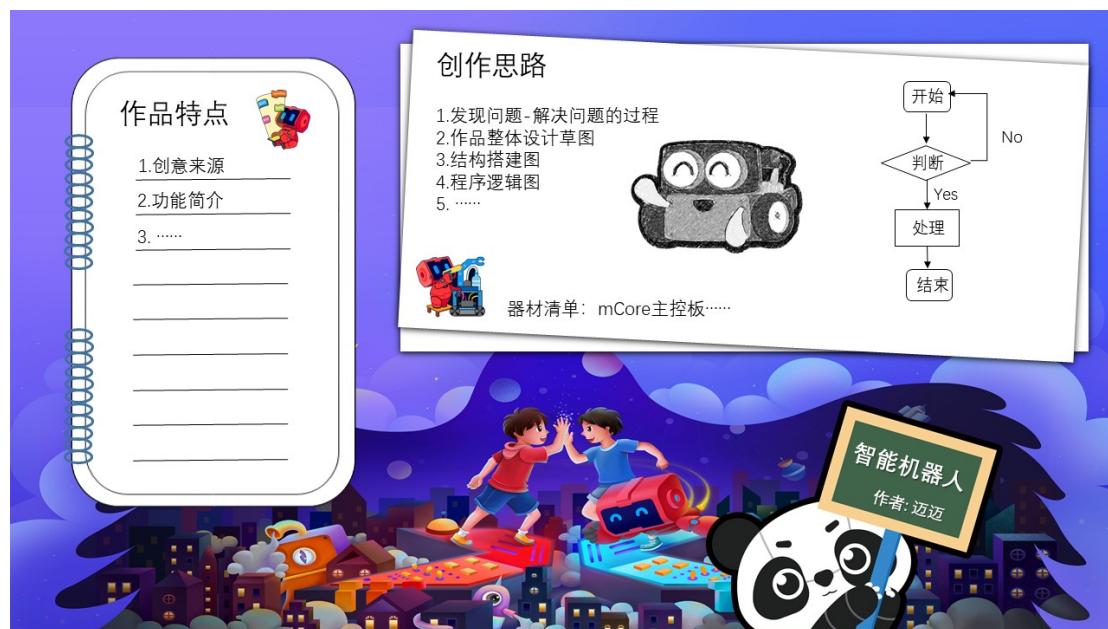 作品特点
1.创意来源
2.功能简介
3. ……
创作思路
1.发现问题-解决问题的过程
2.作品整体设计草图
3.结构搭建图
4.程序逻辑图
5. ……
器材清单：mCore主控板……
开始
No
判断
Yes
处理
结束
智能机器人
作者: 迈迈